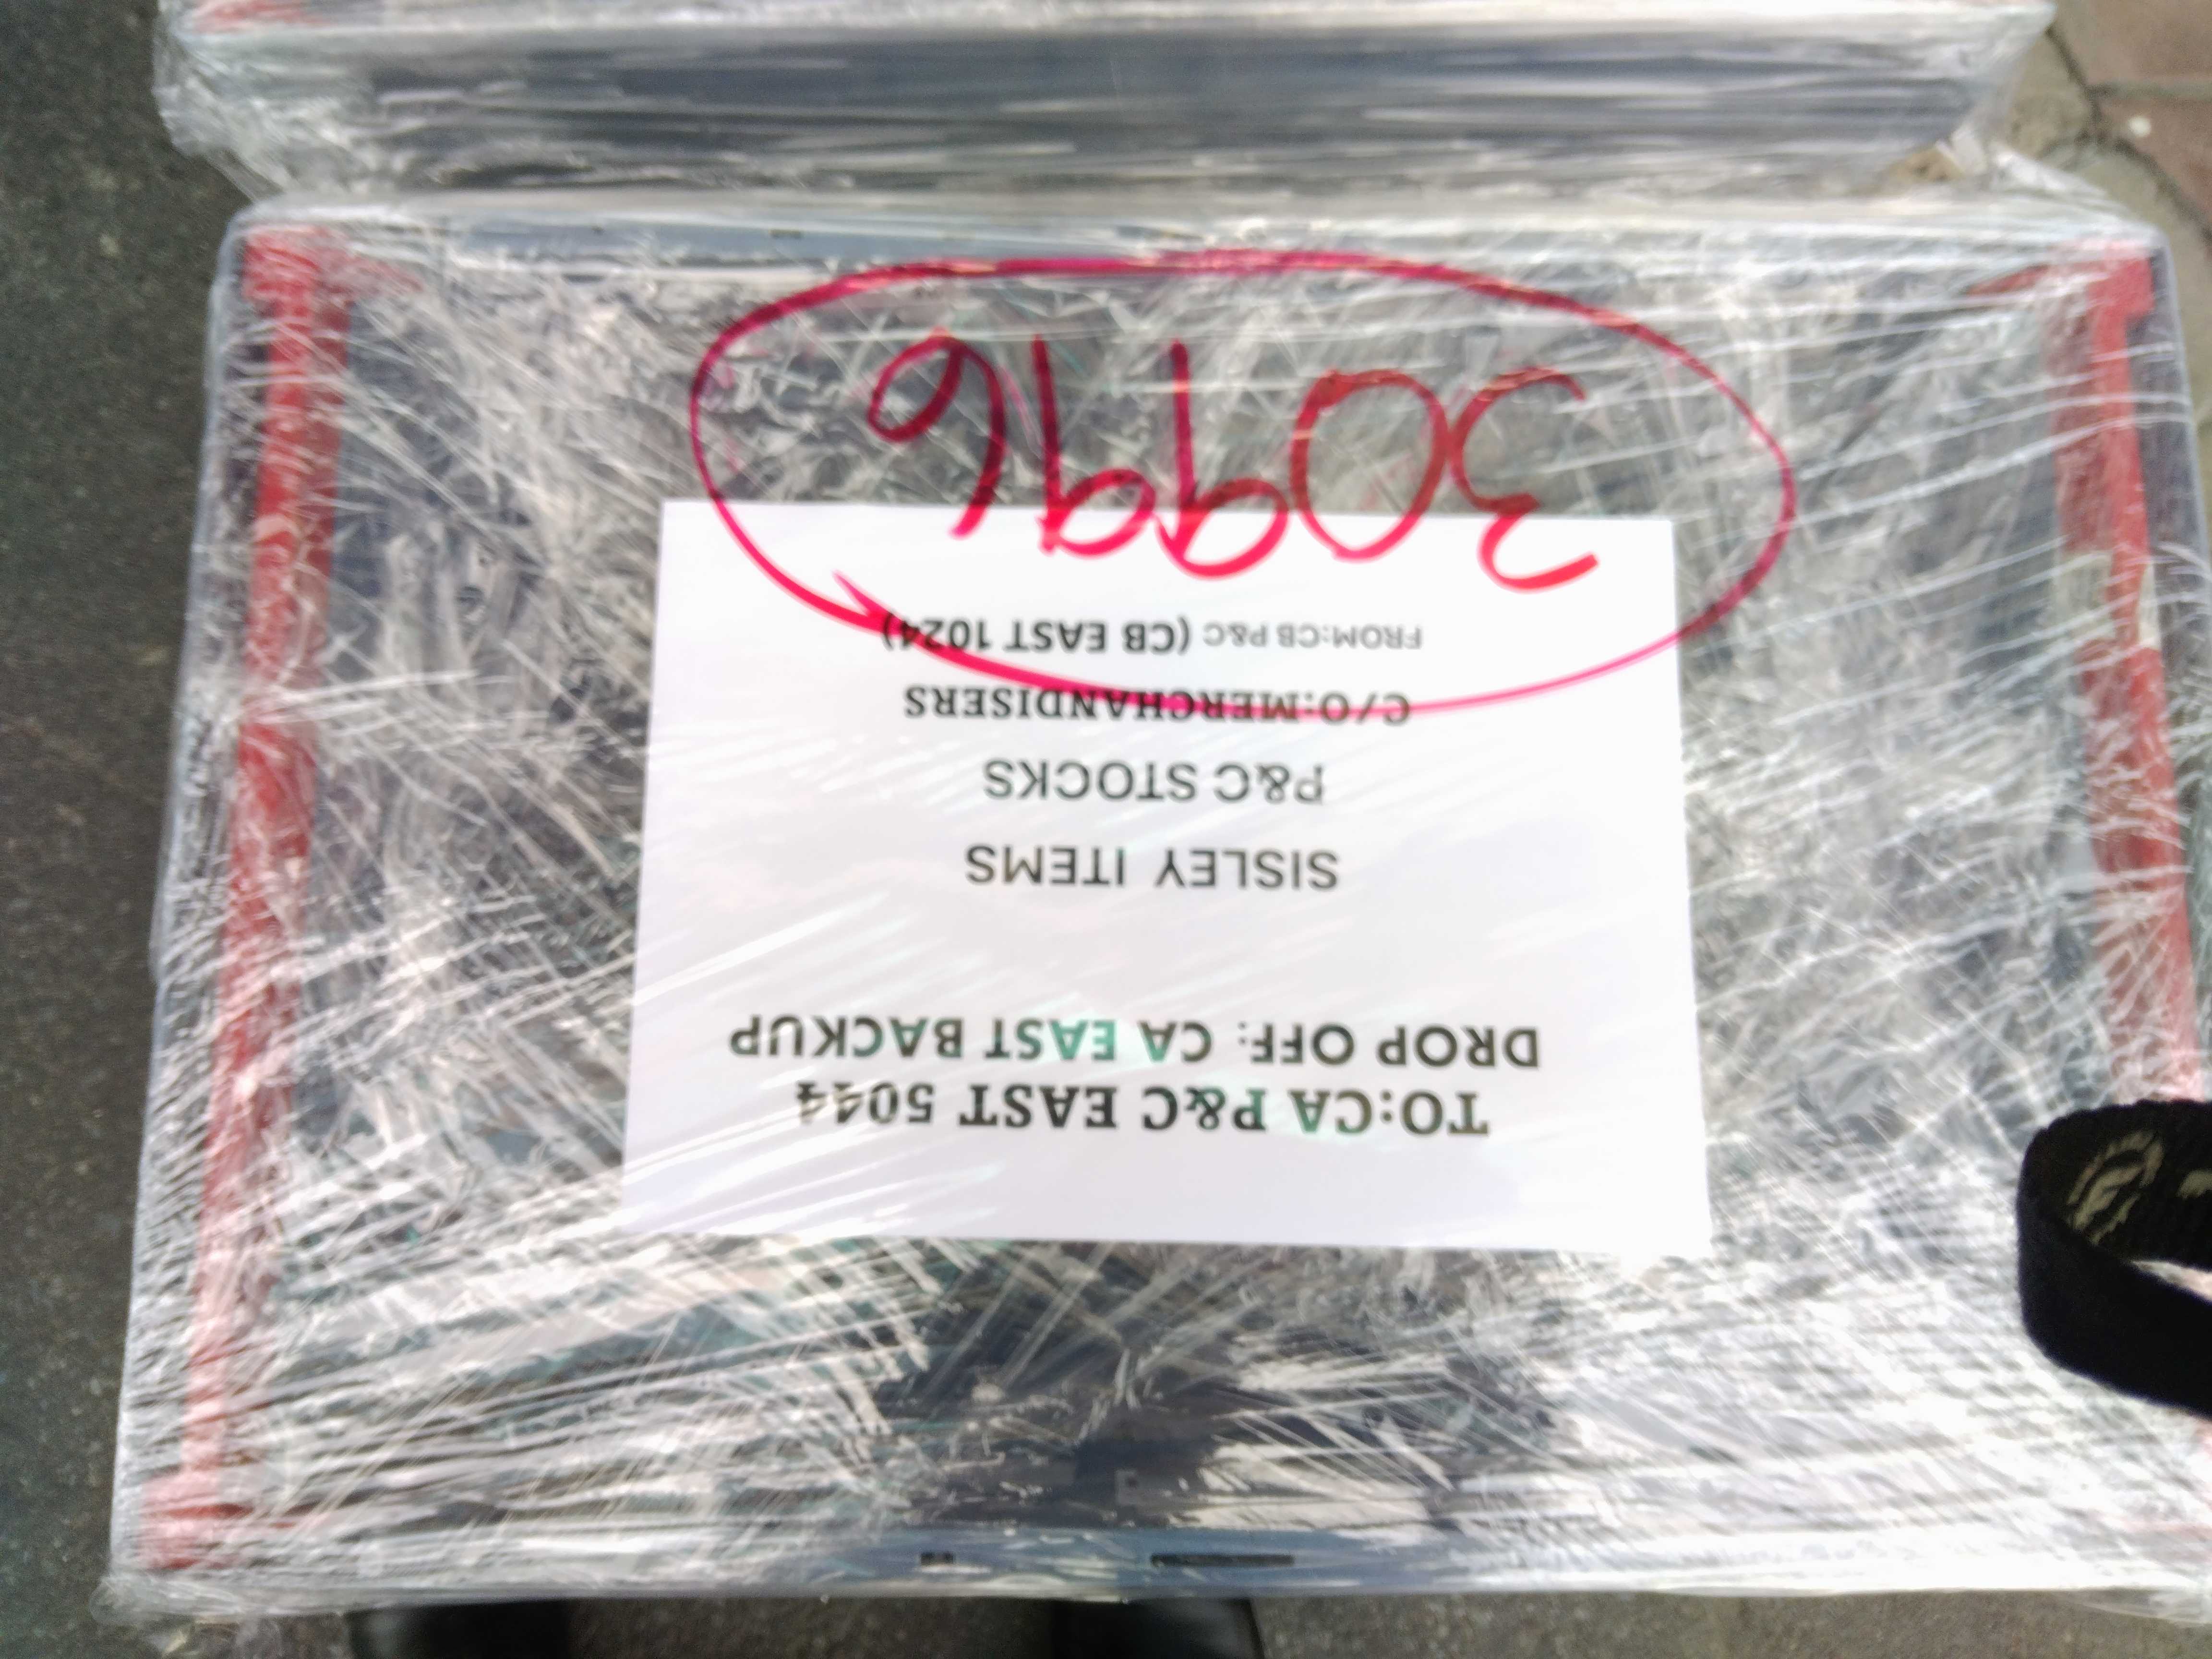 TO:CA P&C EAST 5044
DROP OFF: CA EAST BACKUP
SISLEY ITEMS
P&C STOCKS
C/O:MERCHANDISERS
FROM:CB P&C (CB EAST 1024)
30996